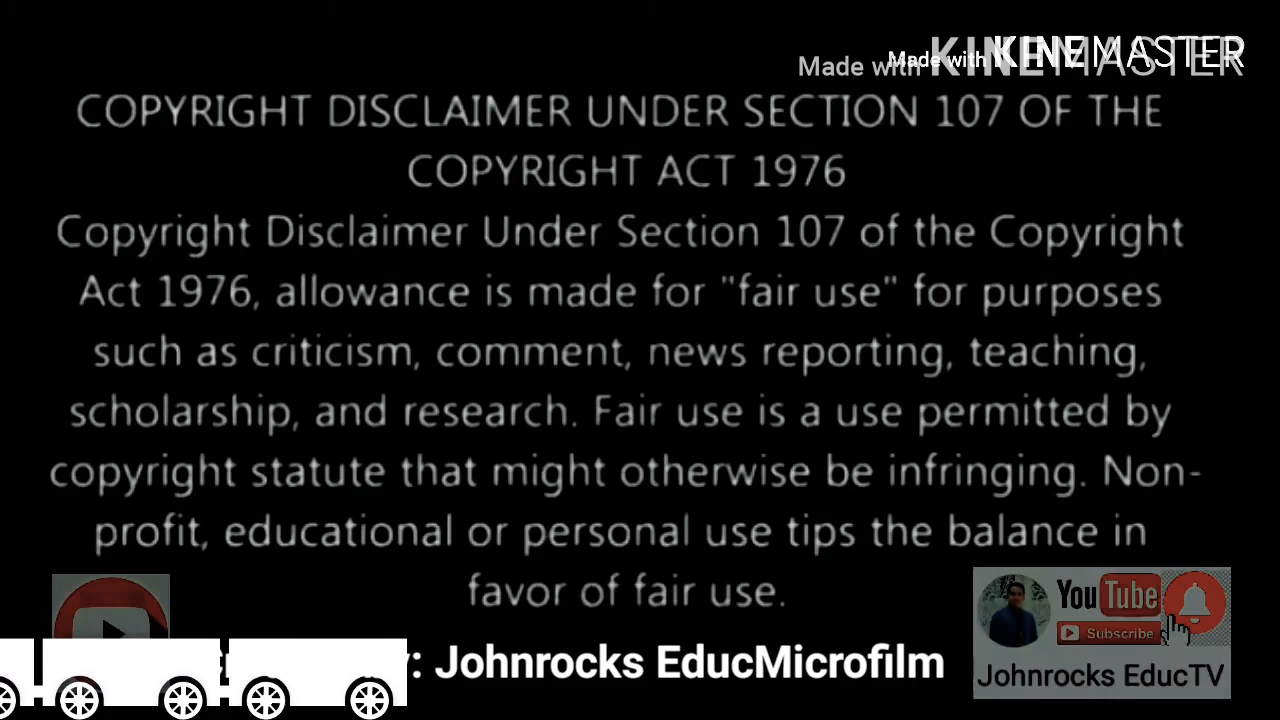 Made with KINEMASTER
Made with KINEMASTER
COPYRIGHT DISCLAIMER UNDER SECTION 107 OF THE
COPYRIGHT ACT 1976
Copyright Disclaimer Under Section 107 of the Copyright
Act 1976, allowance is made for "fair use" for purposes
such as criticism, comment, news reporting, teaching,
scholarship, and research. Fair use is a use permitted by
copyright statute that might otherwise be infringing. Non-
profit, educational or personal use tips the balance in
favor of fair use.
YouTube
Subscribe
: Johnrocks EducMicrofilm
Johnrocks EducTV